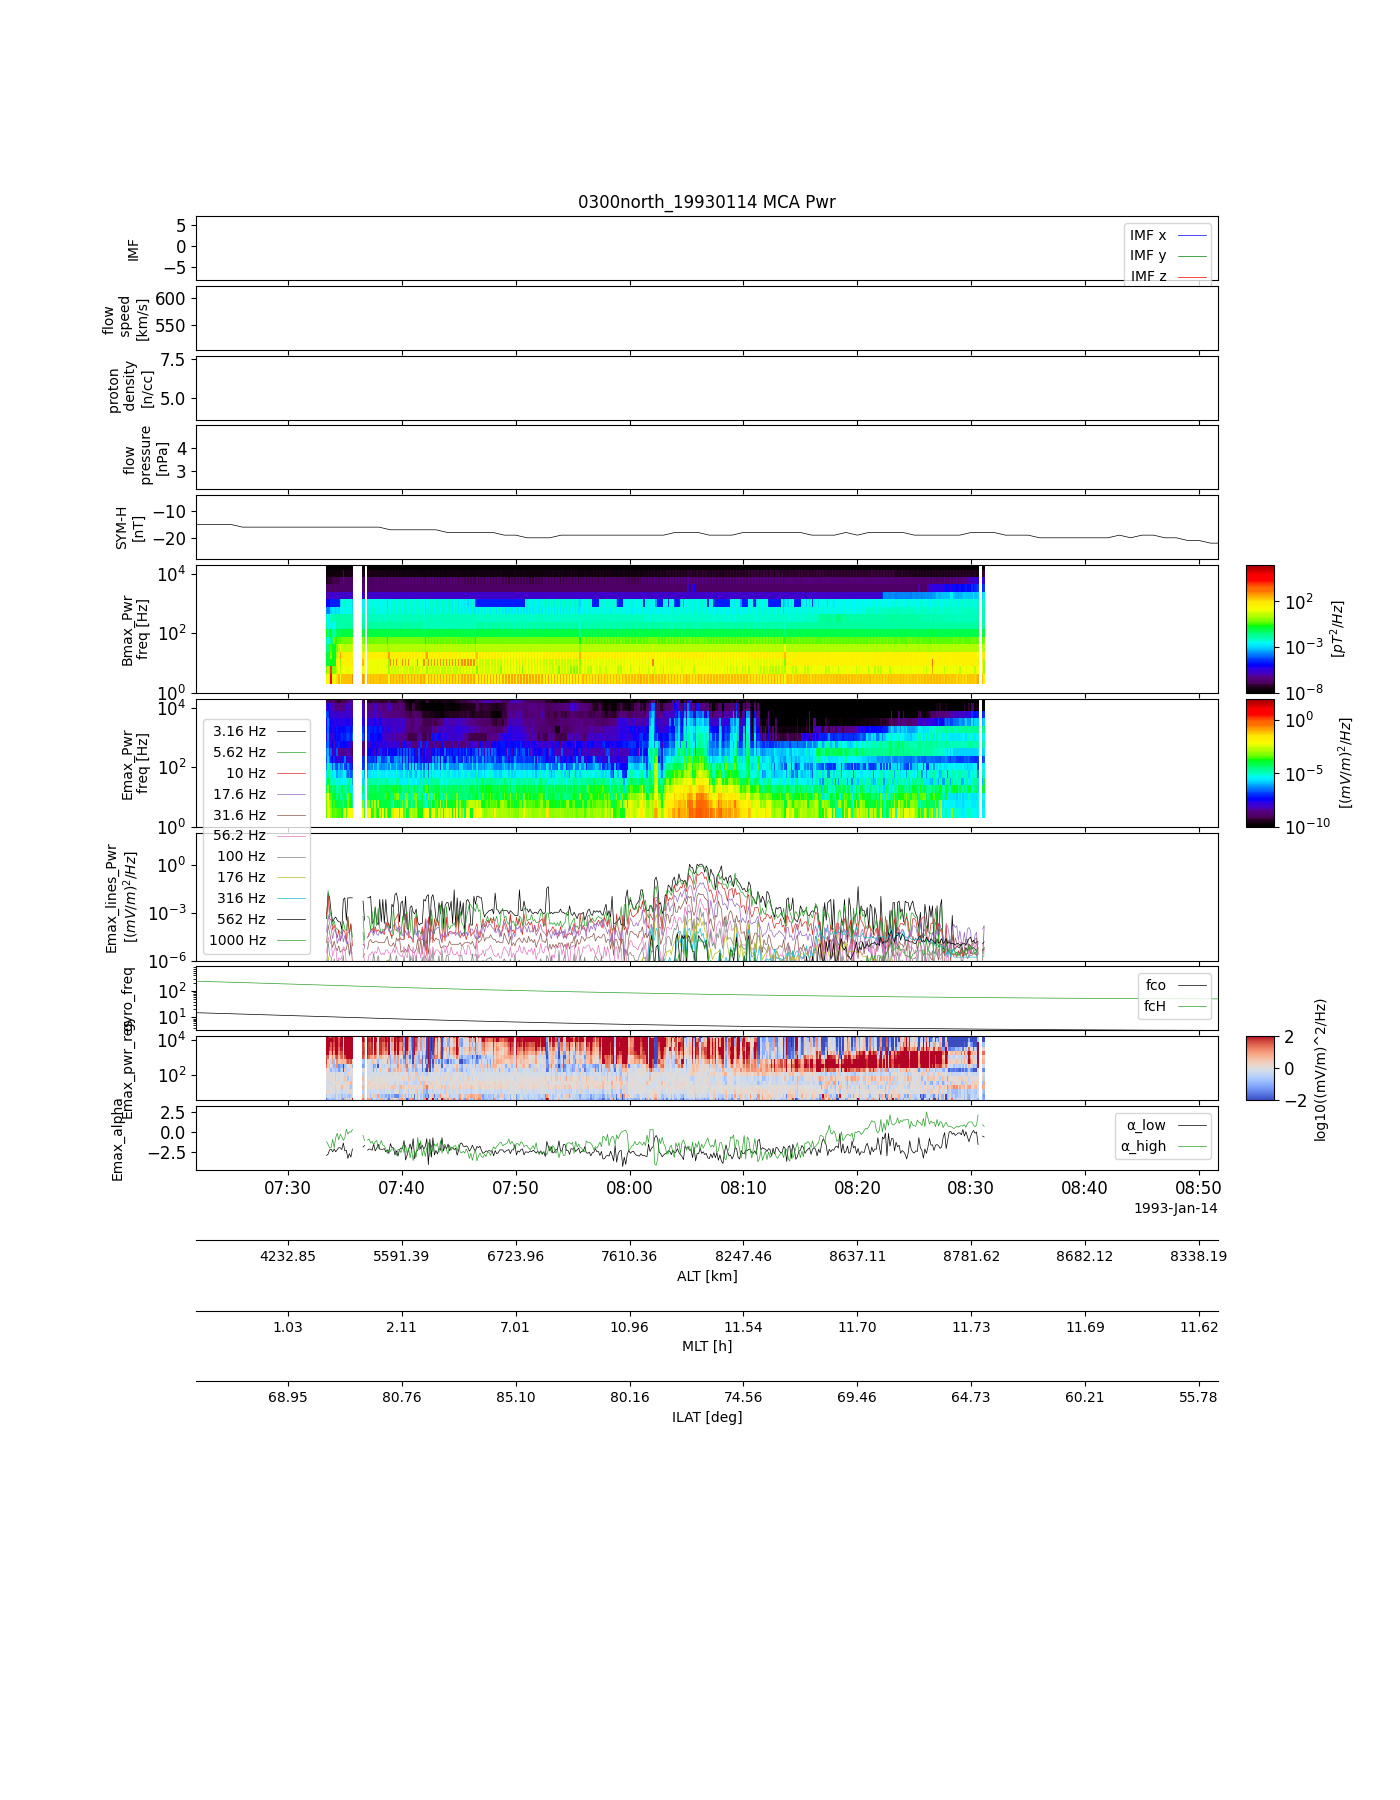 0300north_19930114 MCA Pwr
5
0
−5
IMF
IMF x
IMF y
IMF z
600
550
flow
speed
[km/s]
7.5
5.0
proton
density
[n/cc]
4
3
flow
pressure
[nPa]
−10
−20
SYM-H
[nT]
10^4
10^2
10^0
Bmax_Pwr
freq [Hz]
10^2
10^−3
10^−8
[pT^2/Hz]
10^4
10^2
10^0
Emax_Pwr
freq [Hz]
10^0
10^−5
10^−10
[(mV/m)^2/Hz]
3.16 Hz
5.62 Hz
10 Hz
17.6 Hz
31.6 Hz
56.2 Hz
100 Hz
176 Hz
316 Hz
562 Hz
1000 Hz
10^0
10^−3
10^−6
Emax_lines_Pwr
[(mV/m)^2/Hz]
10^2
10^1
gyro_freq
fco
fcH
10^4
10^2
Emax_pwr_res
2
0
−2
log10((mV/m)^2/Hz)
2.5
0.0
−2.5
Emax_alpha
α_low
α_high
07:30 07:40 07:50 08:00 08:10 08:20 08:30 08:40 08:50
1993-Jan-14
4232.85 5591.39 6723.96 7610.36 8247.46 8637.11 8781.62 8682.12 8338.19
ALT [km]
1.03 2.11 7.01 10.96 11.54 11.70 11.73 11.69 11.62
MLT [h]
68.95 80.76 85.10 80.16 74.56 69.46 64.73 60.21 55.78
ILAT [deg]